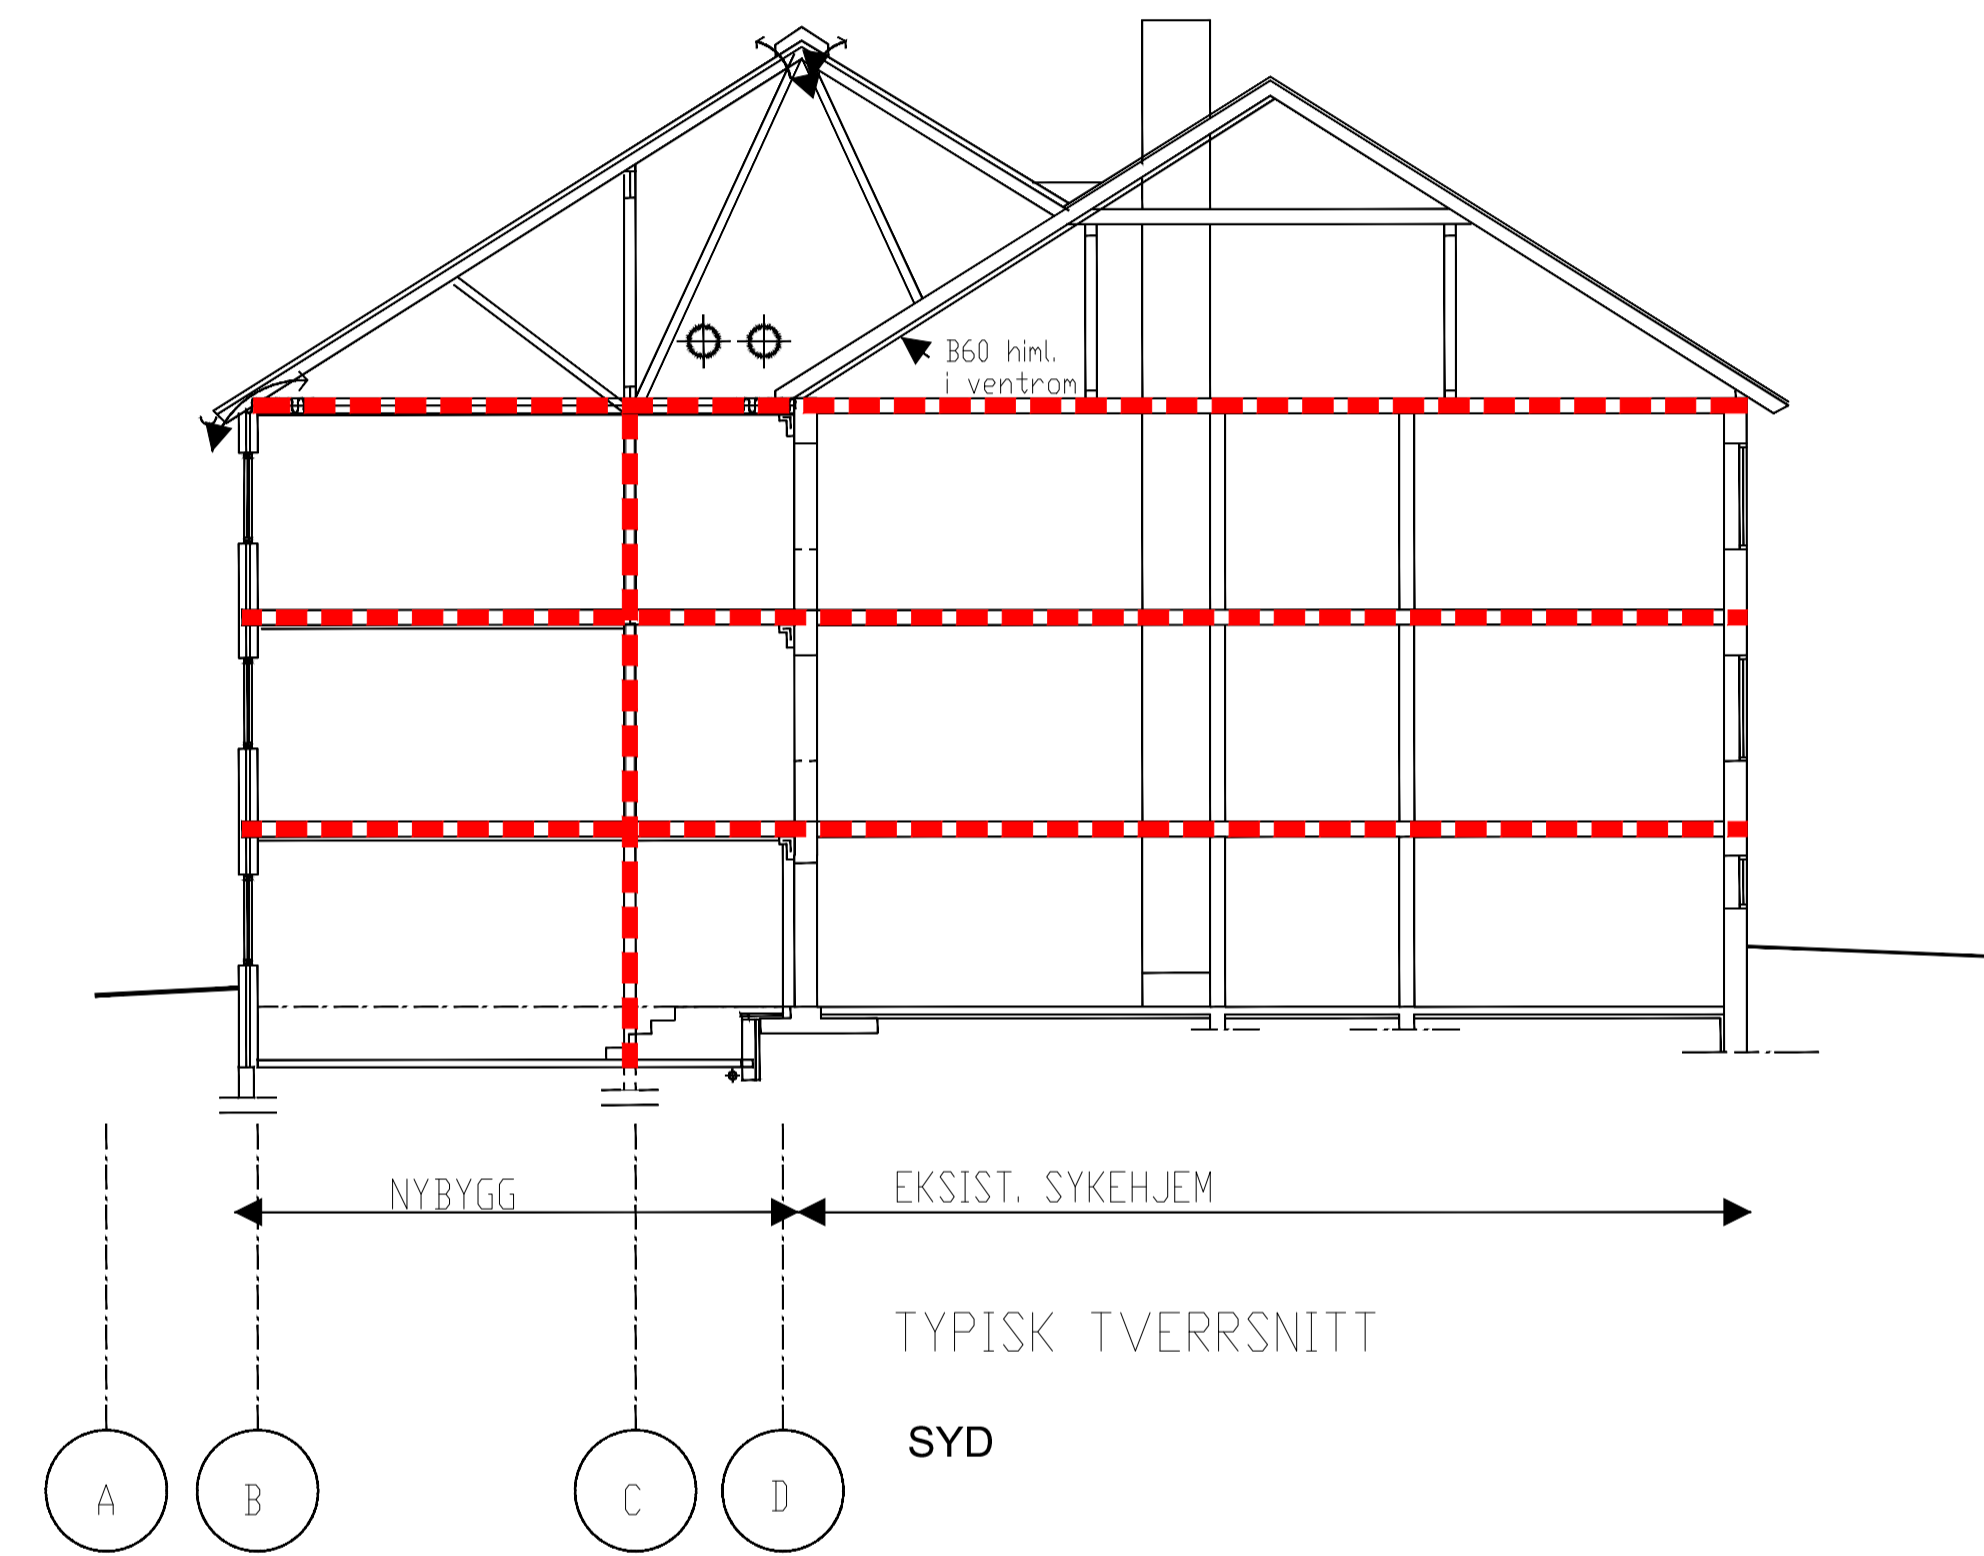 B60 himl.
i ventrom
NYBYGG
EKSIST. SYKEHJEM
TYPISK TVERRSNITT
SYD
A
B
C
D